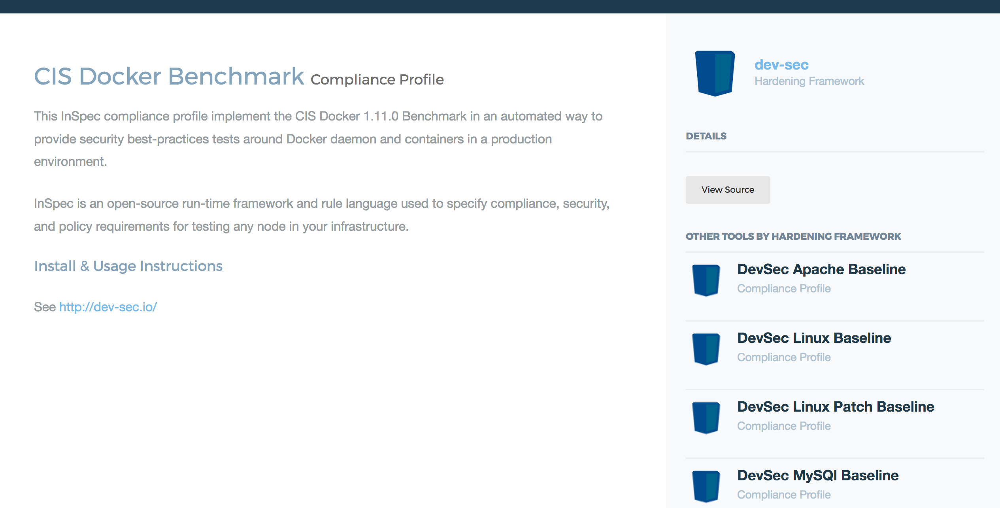 CIS Docker Benchmark Compliance Profile
This InSpec compliance profile implement the CIS Docker 1.11.0 Benchmark in an automated way to
provide security best-practices tests around Docker daemon and containers in a production
environment.
InSpec is an open-source run-time framework and rule language used to specify compliance, security,
and policy requirements for testing any node in your infrastructure.
Install & Usage Instructions
See http://dev-sec.io/
dev-sec
Hardening Framework
DETAILS
View Source
OTHER TOOLS BY HARDENING FRAMEWORK
DevSec Apache Baseline
Compliance Profile
DevSec Linux Baseline
Compliance Profile
DevSec Linux Patch Baseline
Compliance Profile
DevSec MySQl Baseline
Compliance Profile